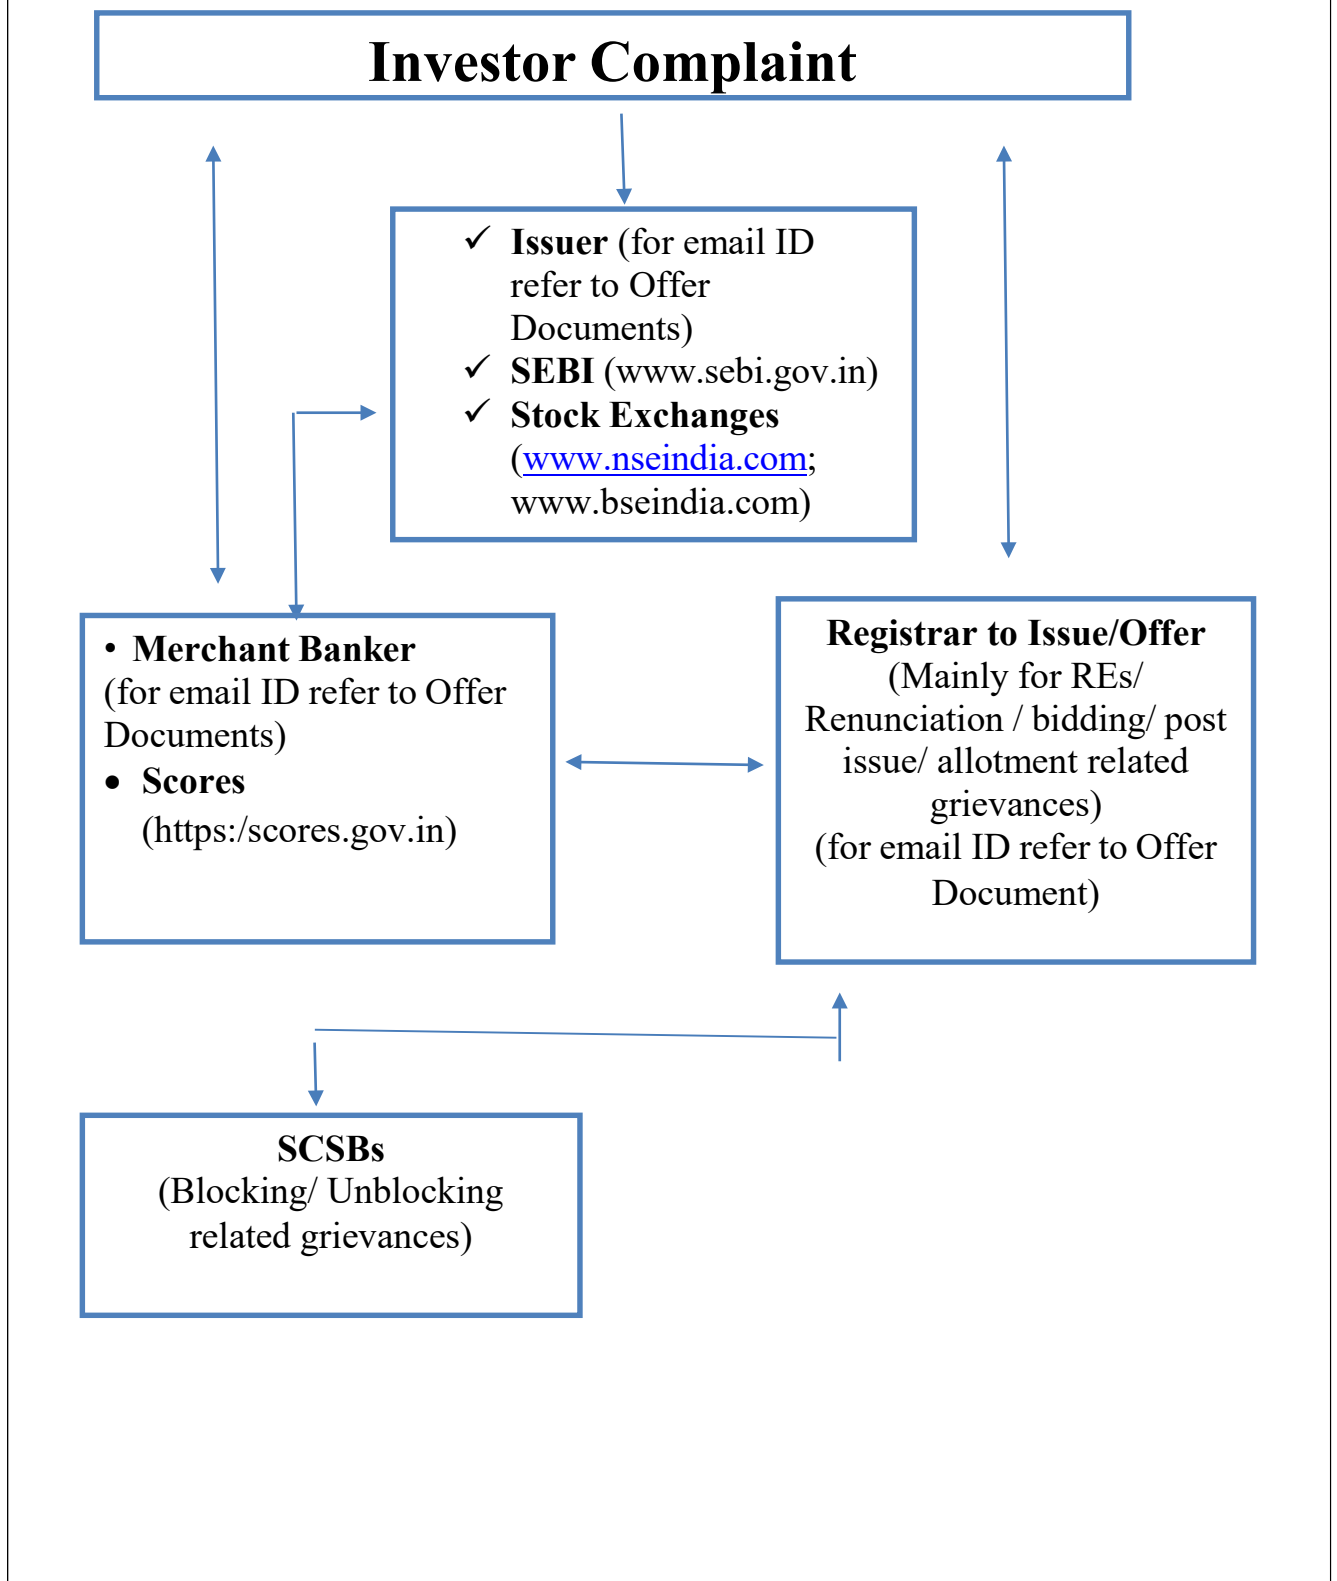 Investor Complaint
✓ Issuer (for email ID
refer to Offer
Documents)
✓ SEBI (www.sebi.gov.in)
✓ Stock Exchanges
(www.nseindia.com;
www.bseindia.com)
• Merchant Banker
(for email ID refer to Offer
Documents)
• Scores
(https:/scores.gov.in)
Registrar to Issue/Offer
(Mainly for REs/
Renunciation / bidding/ post
issue/ allotment related
grievances)
(for email ID refer to Offer
Document)
SCSBs
(Blocking/ Unblocking
related grievances)